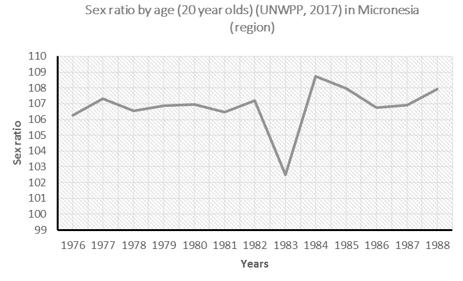 Sex ratio by age (20 year olds) (UNWPP, 2017) in Micronesia
(region)
110
109
108
107
106
105
104
103
102
101
100
99
Sex ratio
1976 1977 1978 1979 1980 1981 1982 1983 1984 1985 1986 1987 1988
Years